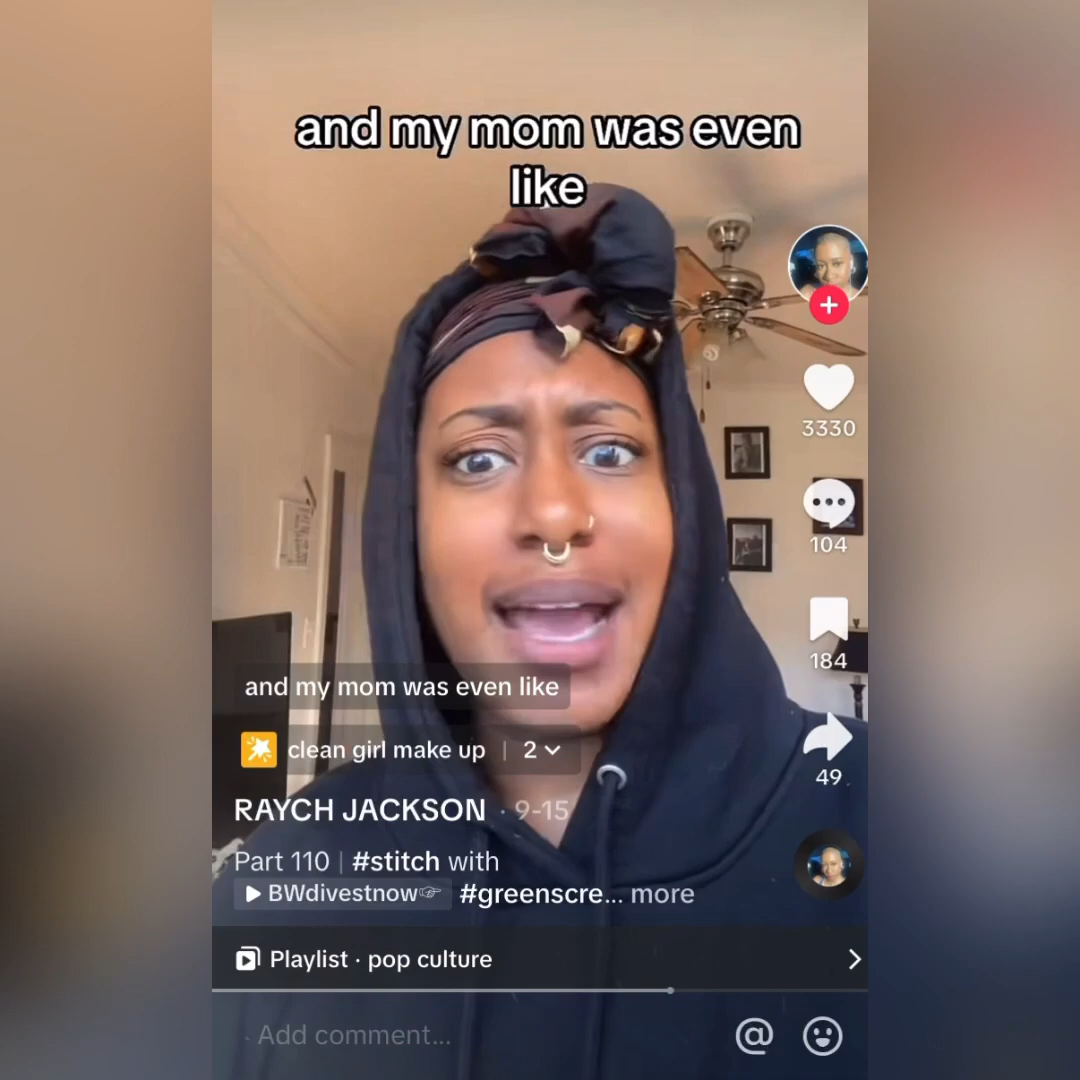 and my mom was even
like
3330
104
184
49
and my mom was even like
clean girl make up | 2
RAYCH JACKSON · 9-15
Part 110 | #stitch with
BWdivestnow☞ #greenscre... more
Playlist · pop culture
Add comment...